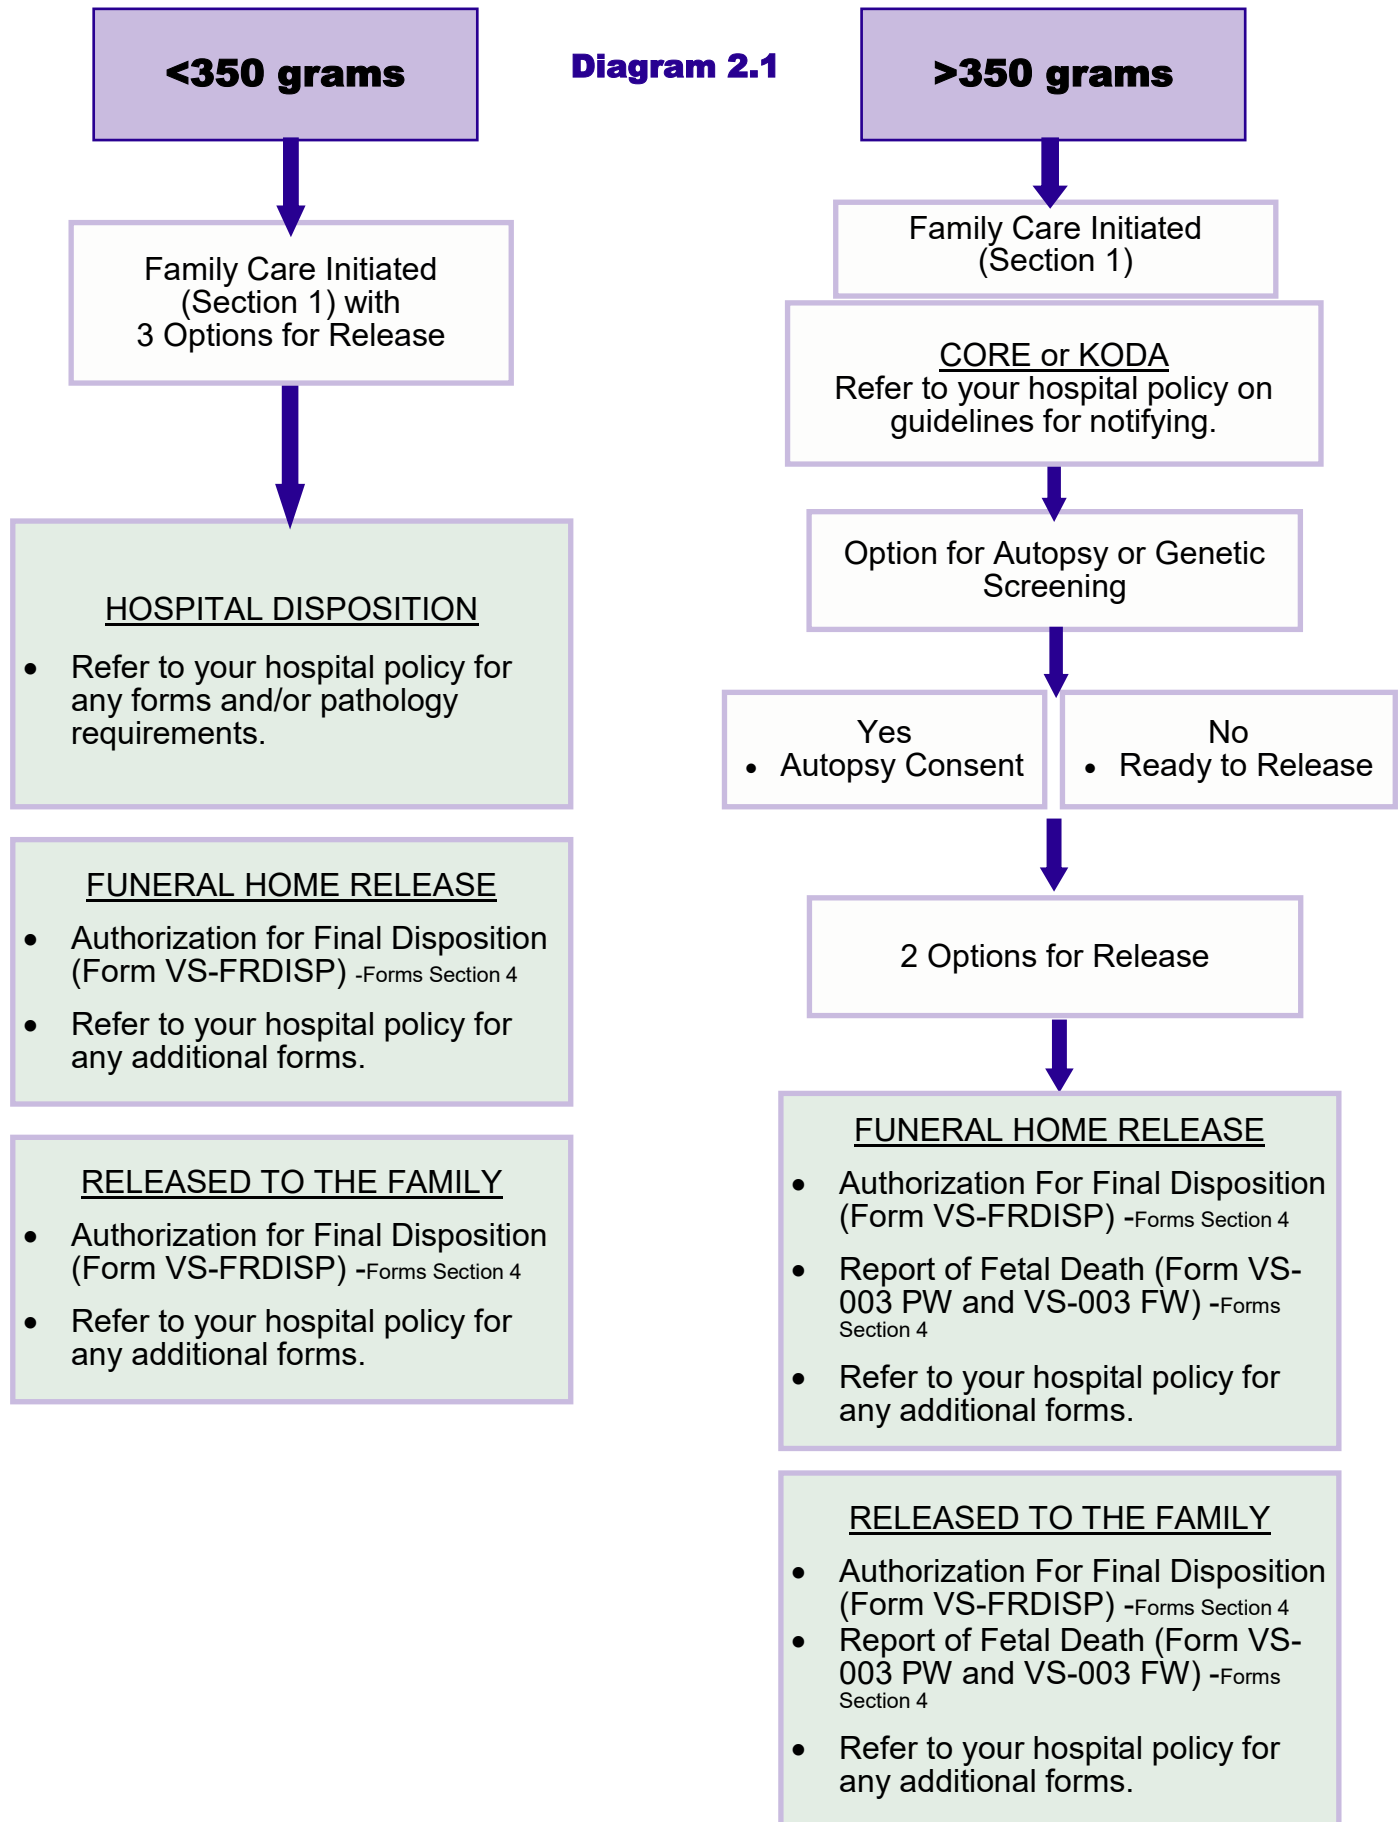 <350 grams
Diagram 2.1
>350 grams
Family Care Initiated
(Section 1) with
3 Options for Release
HOSPITAL DISPOSITION
• Refer to your hospital policy for
any forms and/or pathology
requirements.
FUNERAL HOME RELEASE
• Authorization for Final Disposition
(Form VS-FRDISP) -Forms Section 4
• Refer to your hospital policy for
any additional forms.
RELEASED TO THE FAMILY
• Authorization for Final Disposition
(Form VS-FRDISP) -Forms Section 4
• Refer to your hospital policy for
any additional forms.
Family Care Initiated
(Section 1)
CORE or KODA
Refer to your hospital policy on
guidelines for notifying.
Option for Autopsy or Genetic
Screening
Yes
• Autopsy Consent
No
• Ready to Release
2 Options for Release
FUNERAL HOME RELEASE
• Authorization For Final Disposition
(Form VS-FRDISP) -Forms Section 4
• Report of Fetal Death (Form VS-
003 PW and VS-003 FW) -Forms
Section 4
• Refer to your hospital policy for
any additional forms.
RELEASED TO THE FAMILY
• Authorization For Final Disposition
(Form VS-FRDISP) -Forms Section 4
• Report of Fetal Death (Form VS-
003 PW and VS-003 FW) -Forms
Section 4
• Refer to your hospital policy for
any additional forms.